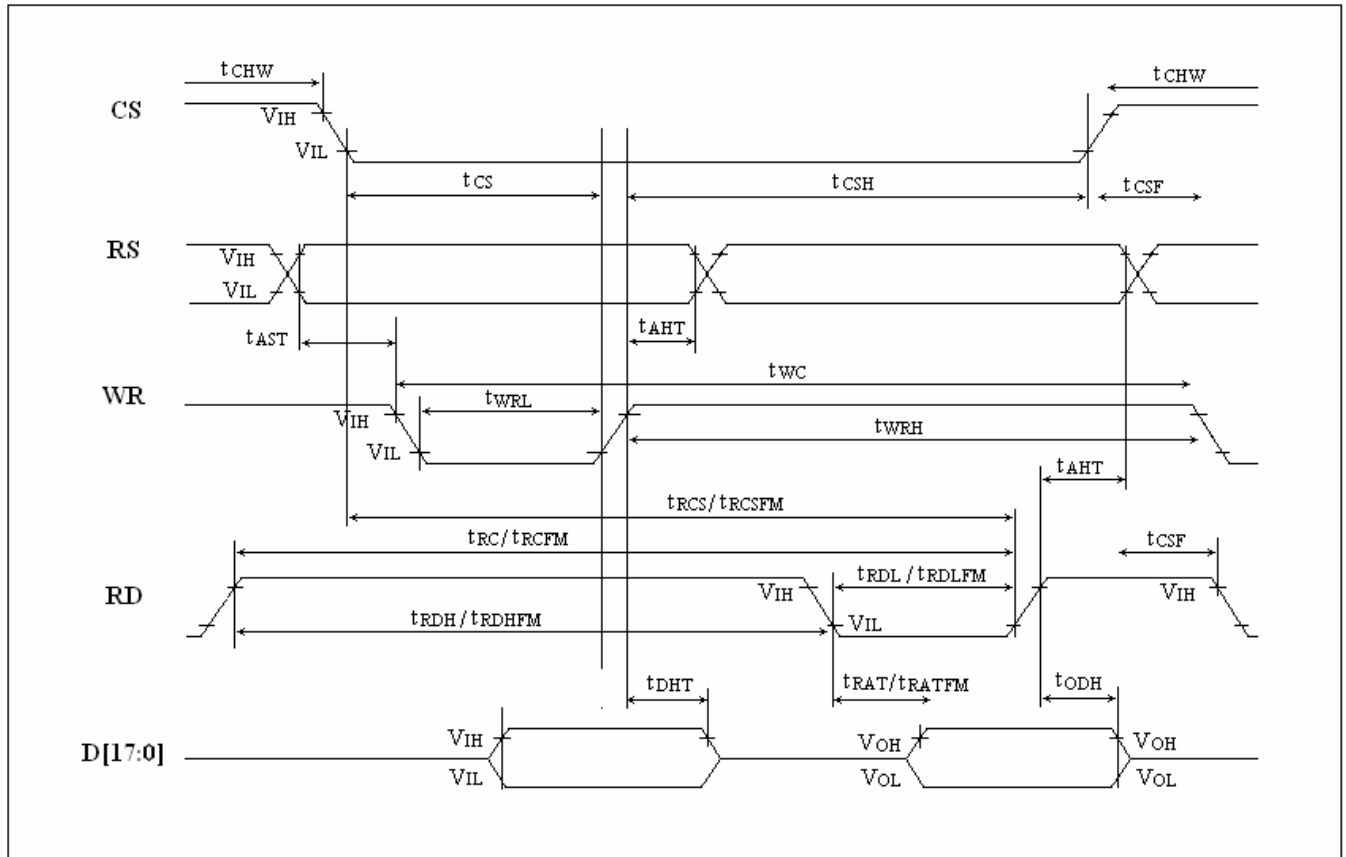 tCHW tCHW
CS VIH
VIL
tCS tCSH tCSF
RS VIH
VIL
tAST tAHT
tWC
WR VIH tWRL
tWRH
VIL
tAHT
tRCS/tRCSFM
tRC/tRCFM tCSF
RD VIH tRDL/tRDLFM VIH
tRDH/tRDHFM VIL
tDHT tRAT/tRATFM tODH
D[17:0] VIH VOH VOH
VIL VOL VOL